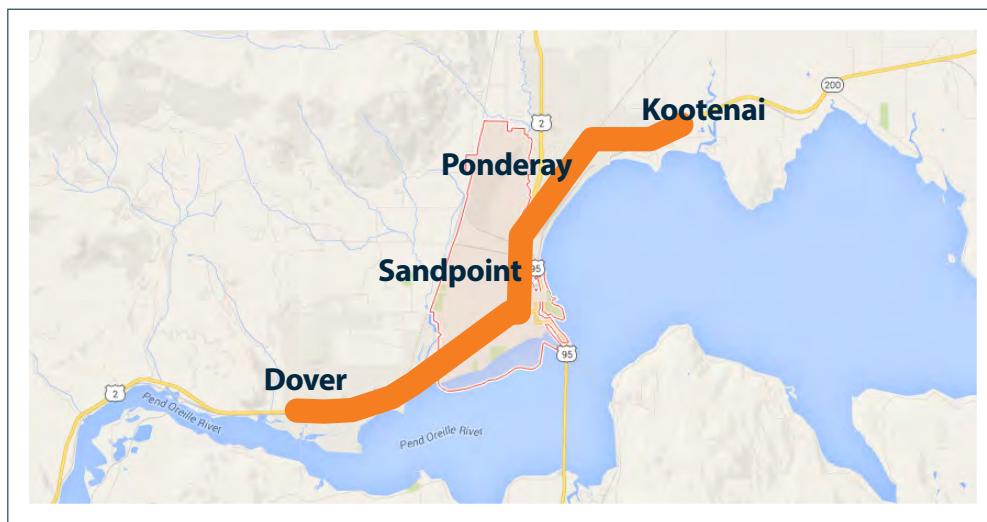 200
Kootenai
2
Ponderay
Sandpoint
95
95
Dover
2
Pend Oreille River
Pend Oreille River